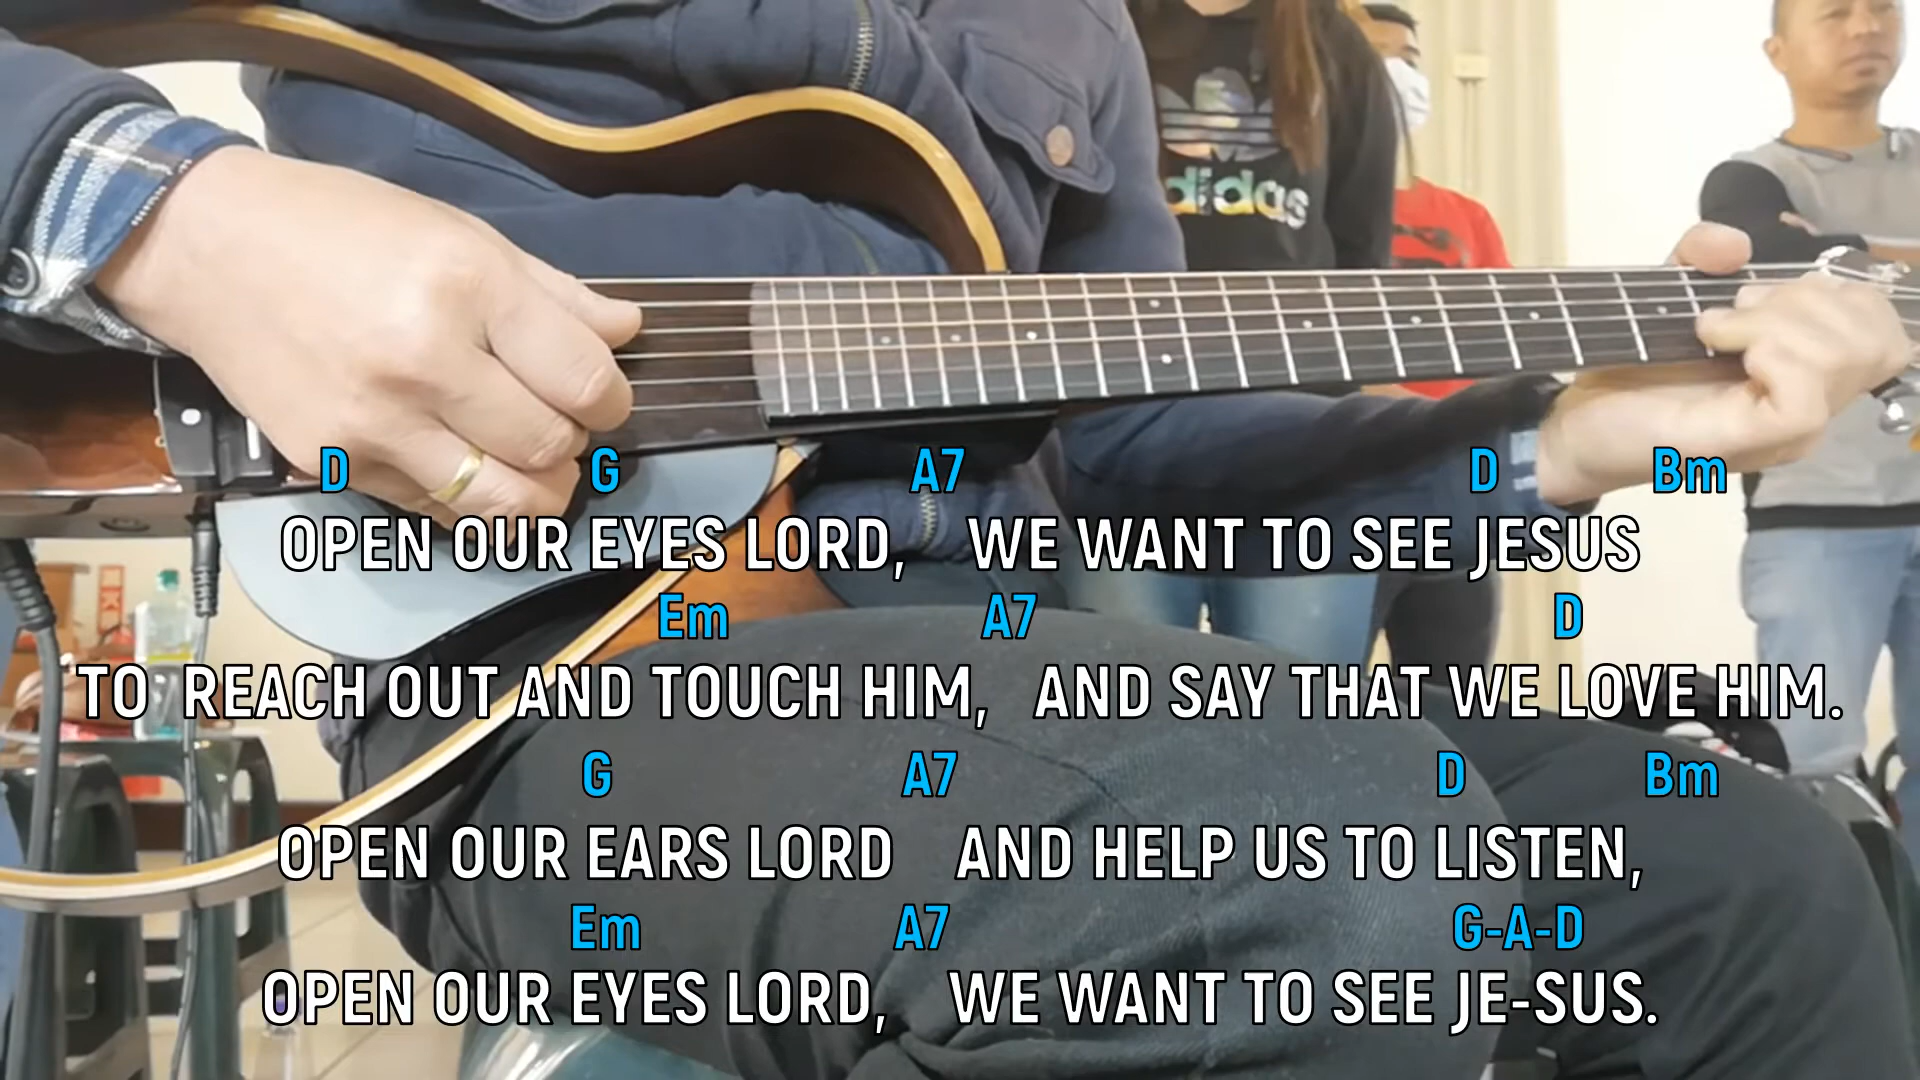 adidas
D G A7 D Bm
OPEN OUR EYES LORD, WE WANT TO SEE JESUS
Em A7 D
TO REACH OUT AND TOUCH HIM, AND SAY THAT WE LOVE HIM.
G A7 D Bm
OPEN OUR EARS LORD AND HELP US TO LISTEN,
Em A7 G-A-D
OPEN OUR EYES LORD, WE WANT TO SEE JE-SUS.